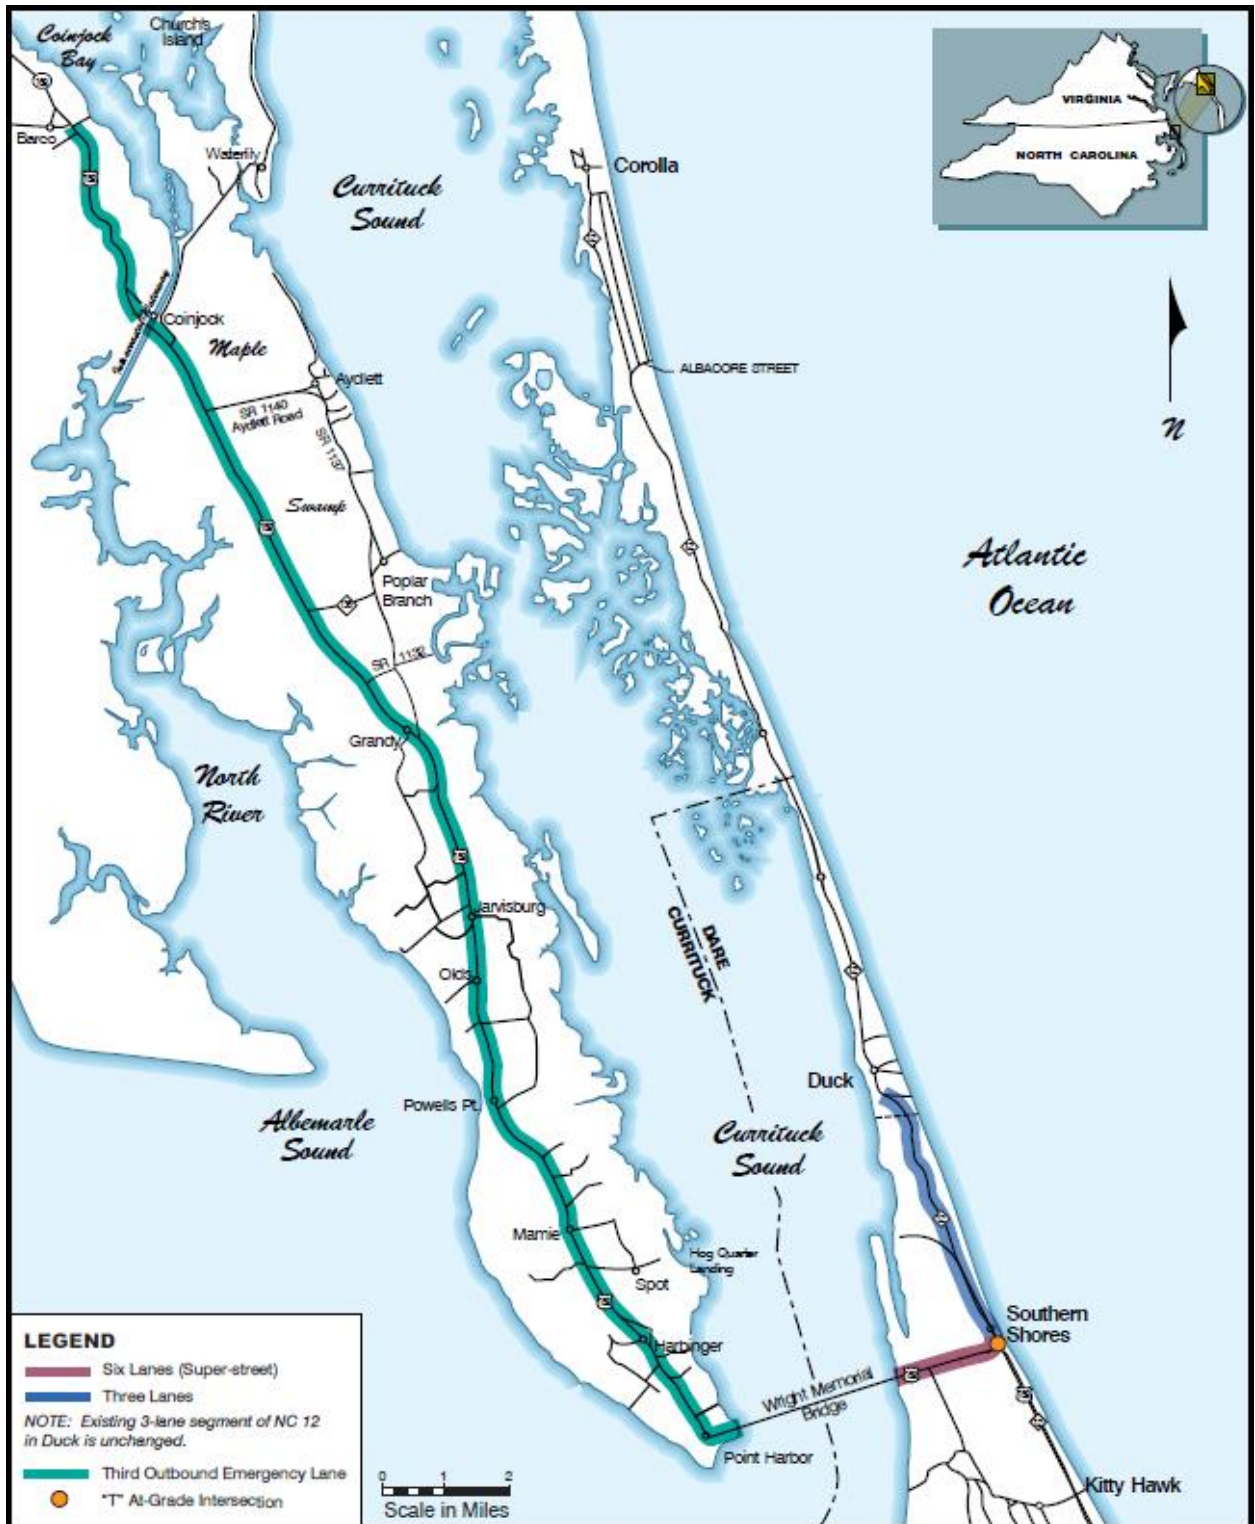 Coinjock
Bay
Church's
Island
Barco
Waterlily
Currituck
Sound
Corolla
VIRGINIA
NORTH CAROLINA
N
Coinjock
Maple
Aydlett
SR 1140
Aydlett Road
SR 1137
ALBACORE STREET
Swamp
Poplar
Branch
SR 1132
Atlantic
Ocean
Grandy
North
River
Jarvisburg
Olds
DARE
CURRITUCK
Duck
Powells Pt.
Albemarle
Sound
Currituck
Sound
Mamie
Hog Quarter
Landing
Spot
Harbinger
Southern
Shores
Wright Memorial
Bridge
Point Harbor
Kitty Hawk
LEGEND
Six Lanes (Super-street)
Three Lanes
NOTE: Existing 3-lane segment of NC 12
in Duck is unchanged.
Third Outbound Emergency Lane
"T" At-Grade Intersection
0 1 2
Scale in Miles